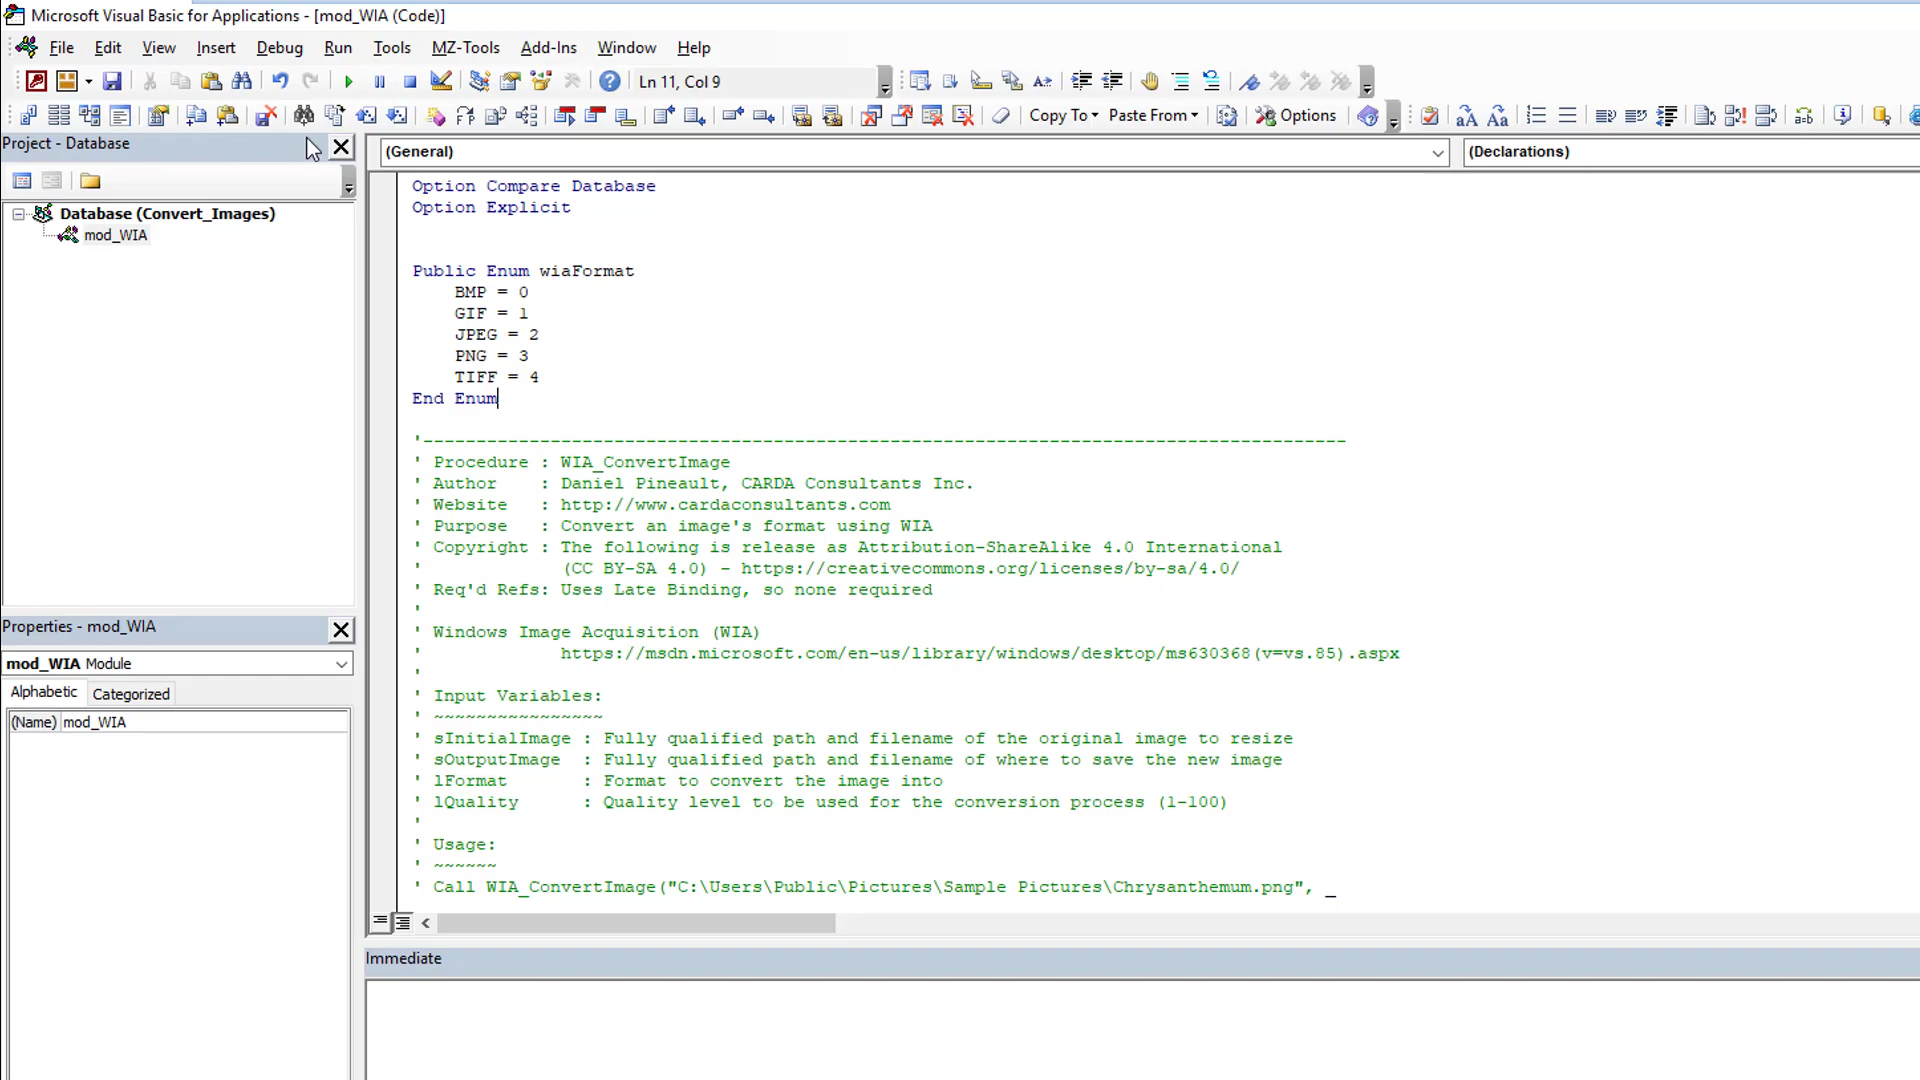 Microsoft Visual Basic for Applications - [mod_WIA (Code)]
File Edit View Insert Debug Run Tools MZ-Tools Add-Ins Window Help
Ln 11, Col 9
Copy To Paste From Options
Project - Database
(General) (Declarations)
Database (Convert_Images)
mod_WIA
Option Compare Database
Option Explicit
Public Enum wiaFormat
BMP = 0
GIF = 1
JPEG = 2
PNG = 3
TIFF = 4
End Enum
'---------------------------------------------------------------------------------------
' Procedure : WIA_ConvertImage
' Author : Daniel Pineault, CARDA Consultants Inc.
' Website : http://www.cardaconsultants.com
' Purpose : Convert an image's format using WIA
' Copyright : The following is release as Attribution-ShareAlike 4.0 International
' (CC BY-SA 4.0) - https://creativecommons.org/licenses/by-sa/4.0/
' Req'd Refs: Uses Late Binding, so none required
'
' Windows Image Acquisition (WIA)
' https://msdn.microsoft.com/en-us/library/windows/desktop/ms630368(v=vs.85).aspx
'
' Input Variables:
' ~~~~~~~~~~~~~~~~
' sInitialImage : Fully qualified path and filename of the original image to resize
' sOutputImage : Fully qualified path and filename of where to save the new image
' lFormat : Format to convert the image into
' lQuality : Quality level to be used for the conversion process (1-100)
'
' Usage:
' ~~~~~~
' Call WIA_ConvertImage("C:\Users\Public\Pictures\Sample Pictures\Chrysanthemum.png", _
Properties - mod_WIA
mod_WIA Module
Alphabetic Categorized
(Name) mod_WIA
Immediate